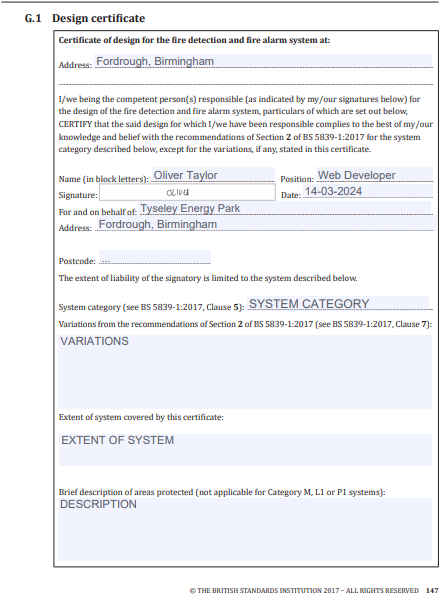 G.1 Design certificate
Certificate of design for the fire detection and fire alarm system at:
Address: Fordrough, Birmingham
I/we being the competent person(s) responsible (as indicated by my/our signatures below) for
the design of the fire detection and fire alarm system, particulars of which are set out below,
CERTIFY that the said design for which I/we have been responsible complies to the best of my/our
knowledge and belief with the recommendations of Section 2 of BS 5839-1:2017 for the system
category described below, except for the variations, if any, stated in this certificate.
Name (in block letters): Oliver Taylor Position: Web Developer
Signature: OLIVER Date: 14-03-2024
For and on behalf of: Tyseley Energy Park
Address: Fordrough, Birmingham
Postcode: ---
The extent of liability of the signatory is limited to the system described below.
System category (see BS 5839-1:2017, Clause 5): SYSTEM CATEGORY
Variations from the recommendations of Section 2 of BS 5839-1:2017 (see BS 5839-1:2017, Clause 7):
VARIATIONS
Extent of system covered by this certificate:
EXTENT OF SYSTEM
Brief description of areas protected (not applicable for Category M, L1 or P1 systems):
DESCRIPTION
© THE BRITISH STANDARDS INSTITUTION 2017 – ALL RIGHTS RESERVED 147